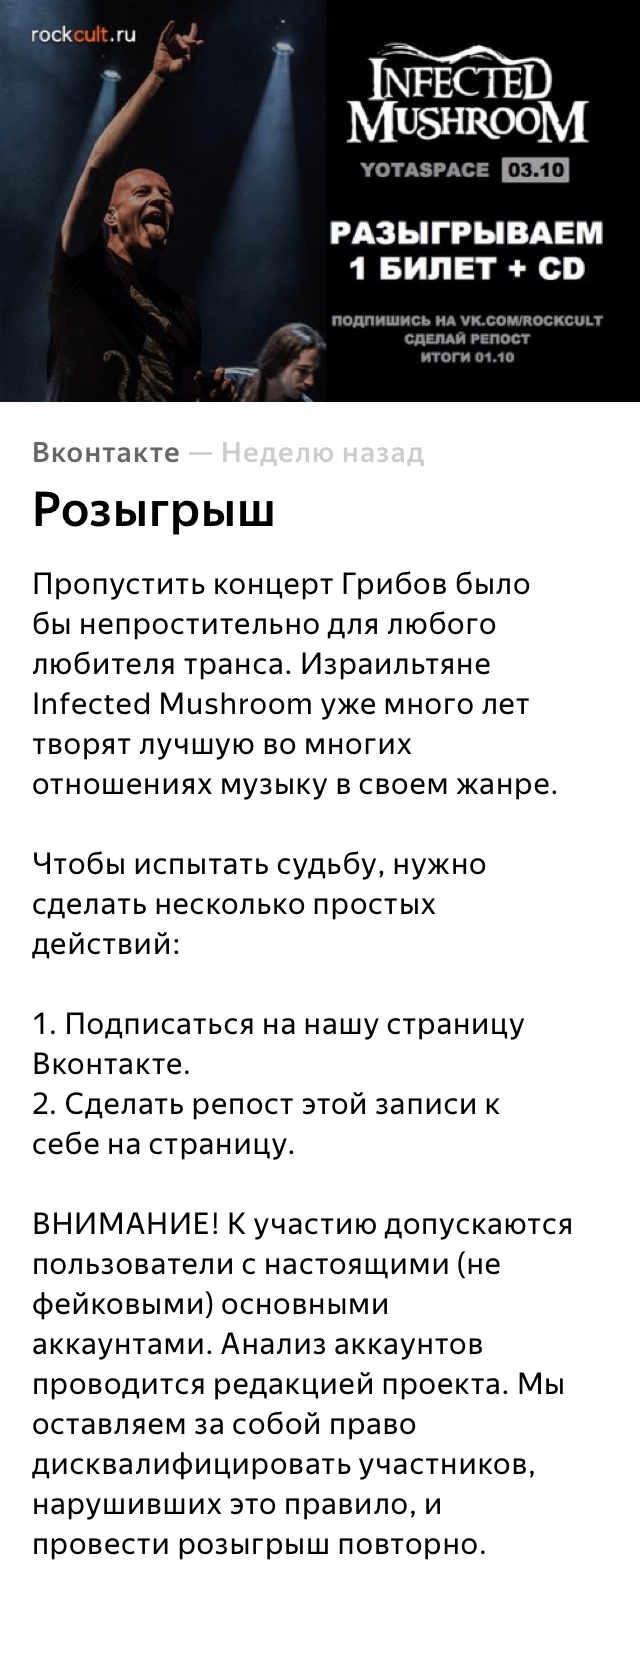 rockcult.ru
INFECTED
MUSHROOM
YOTASPACE 03.10
РАЗЫГРЫВАЕМ
1 БИЛЕТ + CD
ПОДПИШИСЬ НА VK.COM/ROCKCULT
СДЕЛАЙ РЕПОСТ
ИТОГИ 01.10
Вконтакте — Неделю назад
Розыгрыш
Пропустить концерт Грибов было
бы непростительно для любого
любителя транса. Израильтяне
Infected Mushroom уже много лет
творят лучшую во многих
отношениях музыку в своем жанре.
Чтобы испытать судьбу, нужно
сделать несколько простых
действий:
1. Подписаться на нашу страницу
Вконтакте.
2. Сделать репост этой записи к
себе на страницу.
ВНИМАНИЕ! К участию допускаются
пользователи с настоящими (не
фейковыми) основными
аккаунтами. Анализ аккаунтов
проводится редакцией проекта. Мы
оставляем за собой право
дисквалифицировать участников,
нарушивших это правило, и
провести розыгрыш повторно.